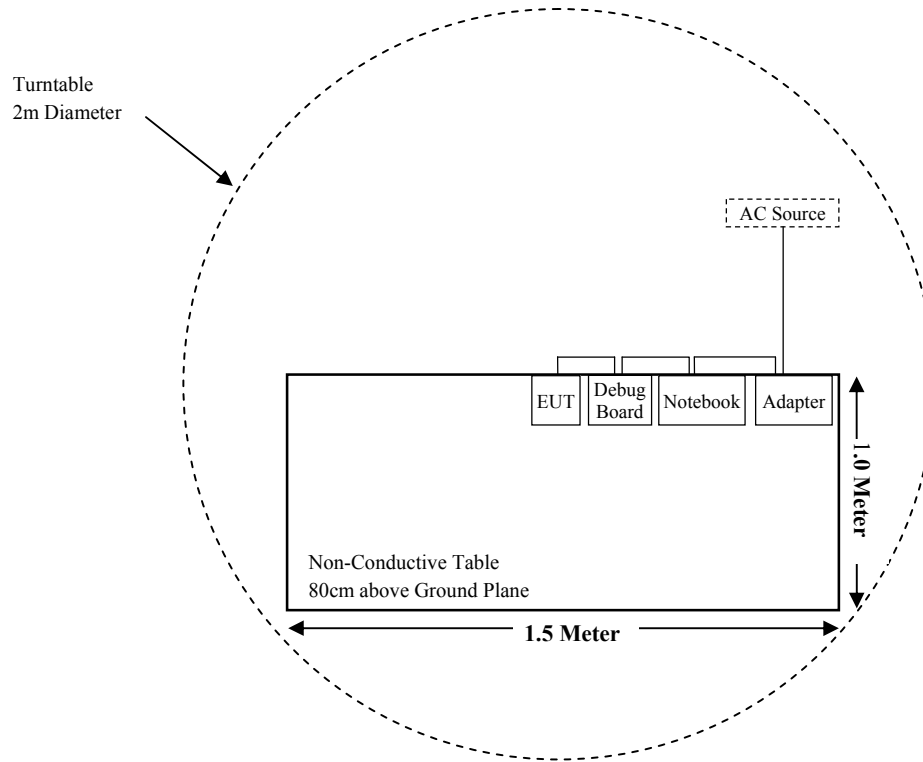 Turntable
2m Diameter
AC Source
EUT
Debug
Board
Notebook
Adapter
1.0 Meter
Non-Conductive Table
80cm above Ground Plane
1.5 Meter